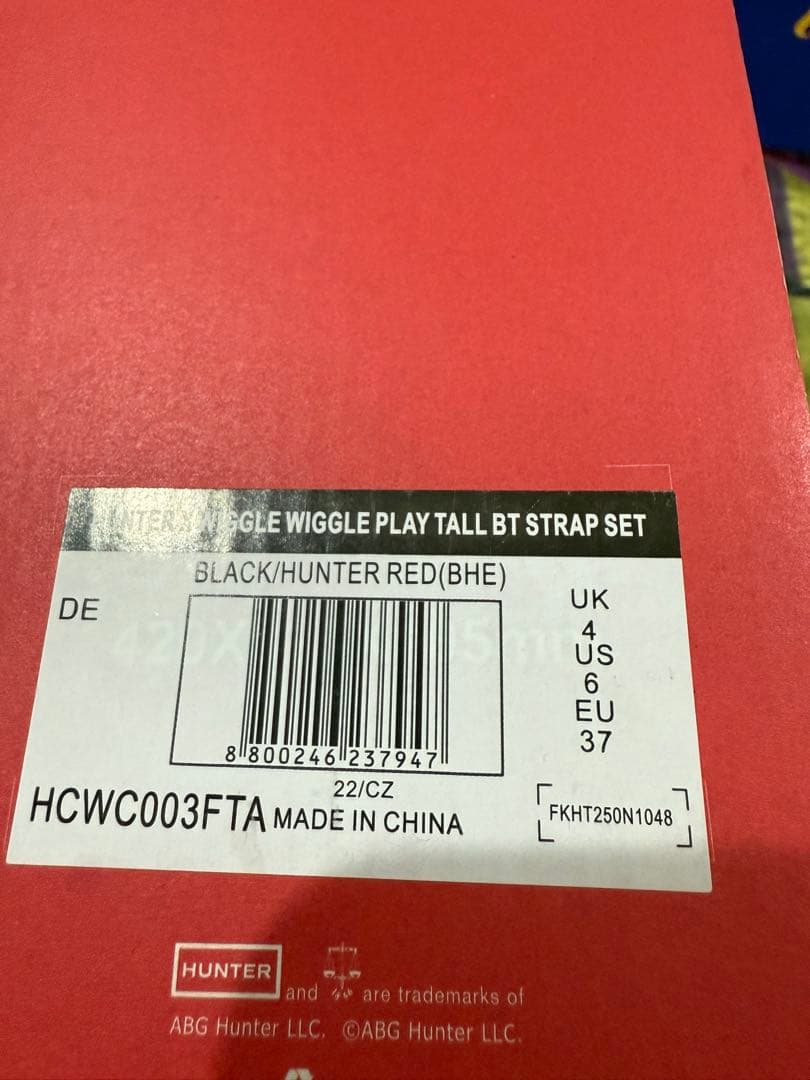 HUNTER X WIGGLE WIGGLE PLAY TALL BT STRAP SET
BLACK/HUNTER RED(BHE)
DE
8 800246 237947
UK
4
US
6
EU
37
22/CZ
HCWC003FTA MADE IN CHINA
FKHT250N1048
HUNTER and are trademarks of
ABG Hunter LLC. ©ABG Hunter LLC.